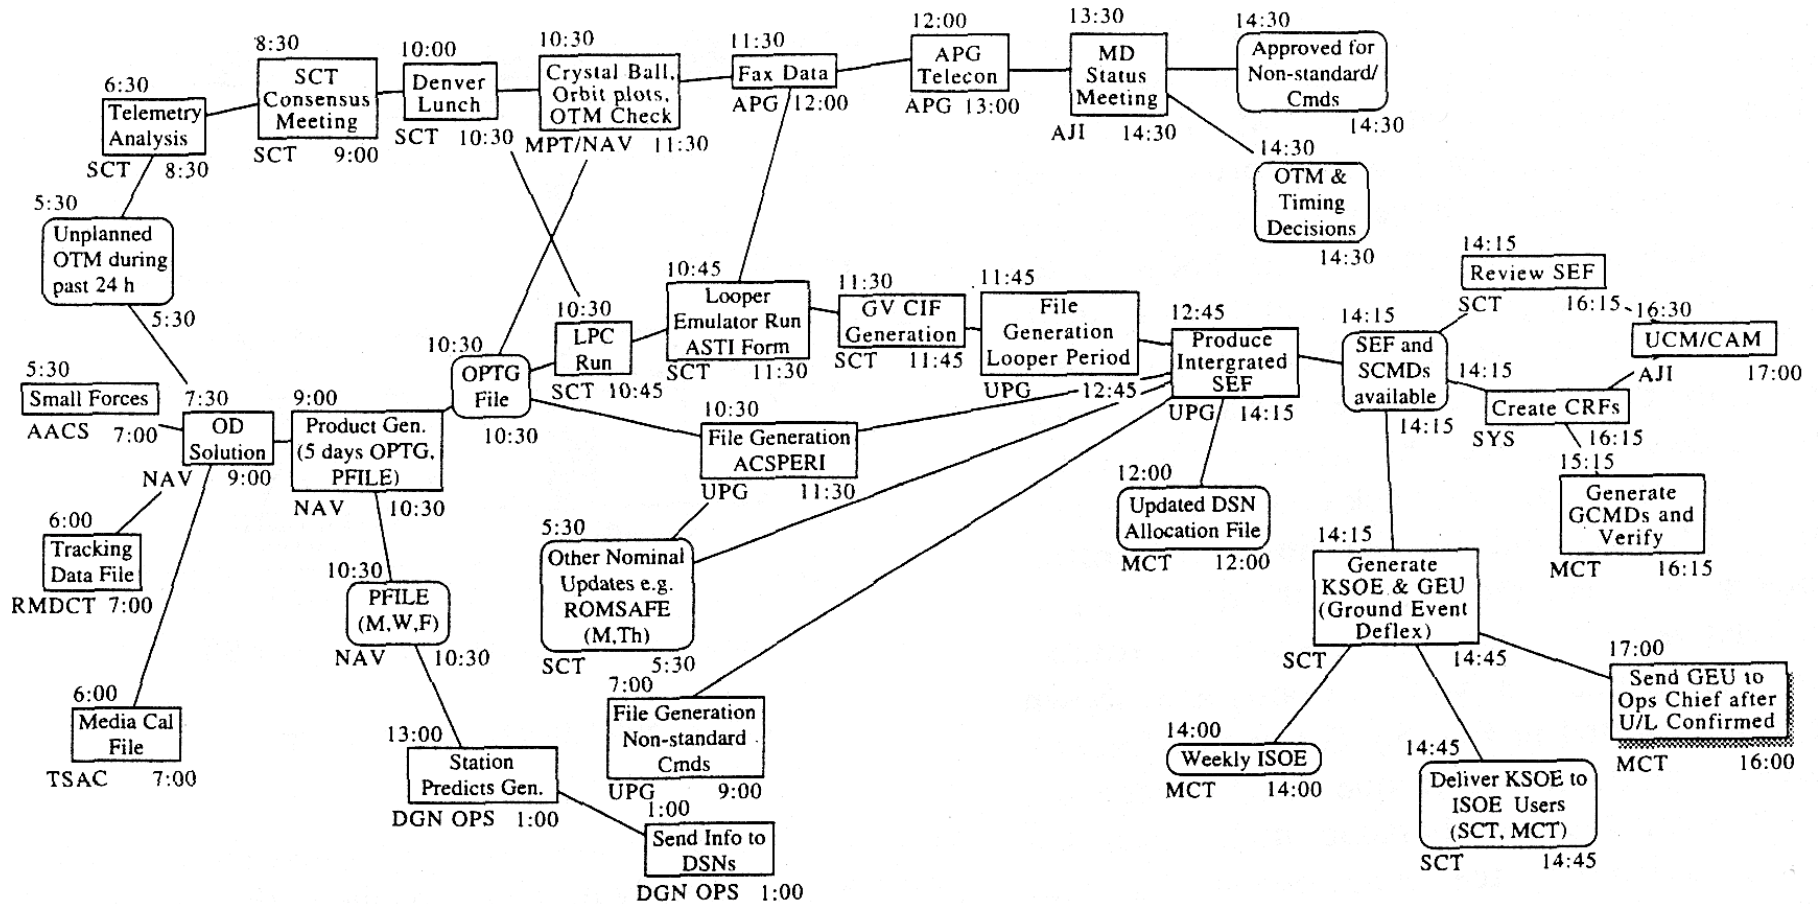 6:30
Telemetry
Analysis
SCT 8:30
8:30
SCT
Consensus
Meeting
SCT 9:00
10:00
Denver
Lunch
SCT 10:30
10:30
Crystal Ball,
Orbit plots,
OTM Check
MPT/NAV 11:30
11:30
Fax Data
APG 12:00
12:00
APG
Telecon
APG 13:00
13:30
MD
Status
Meeting
AJI 14:30
14:30
Approved for
Non-standard/
Cmds
14:30
14:30
OTM &
Timing
Decisions
14:30
5:30
Unplanned
OTM during
past 24 h
5:30
5:30
Small Forces
AACS 7:00
7:30
OD
Solution
NAV 9:00
6:00
Tracking
Data File
RMDCT 7:00
6:00
Media Cal
File
TSAC 7:00
9:00
Product Gen.
(5 days OPTG,
PFILE)
NAV 10:30
10:30
PFILE
(M,W,F)
NAV 10:30
13:00
Station
Predicts Gen.
DGN OPS 1:00
1:00
Send Info to
DSNs
DGN OPS 1:00
10:30
OPTG
File
10:30
10:30
LPC
Run
SCT 10:45
10:45
Looper
Emulator Run
ASTI Form
SCT 11:30
11:30
GV CIF
Generation
SCT 11:45
11:45
File
Generation
Looper Period
UPG 12:45
10:30
File Generation
ACSPERI
UPG 11:30
5:30
Other Nominal
Updates e.g.
ROMSAFE
(M,Th)
SCT 5:30
7:00
File Generation
Non-standard
Cmds
UPG 9:00
12:45
Produce
Intergrated
SEF
UPG 14:15
12:00
Updated DSN
Allocation File
MCT 12:00
14:15
SEF and
SCMDs
available
14:15
14:15
Review SEF
SCT 16:15
16:30
UCM/CAM
AJI 17:00
14:15
Create CRFs
SYS 16:15
15:15
Generate
GCMDs and
Verify
MCT 16:15
14:15
Generate
KSOE & GEU
(Ground Event
Deflex)
SCT 14:45
14:00
Weekly ISOE
MCT 14:00
14:45
Deliver KSOE to
ISOE Users
(SCT, MCT)
SCT 14:45
17:00
Send GEU to
Ops Chief after
U/L Confirmed
MCT 16:00